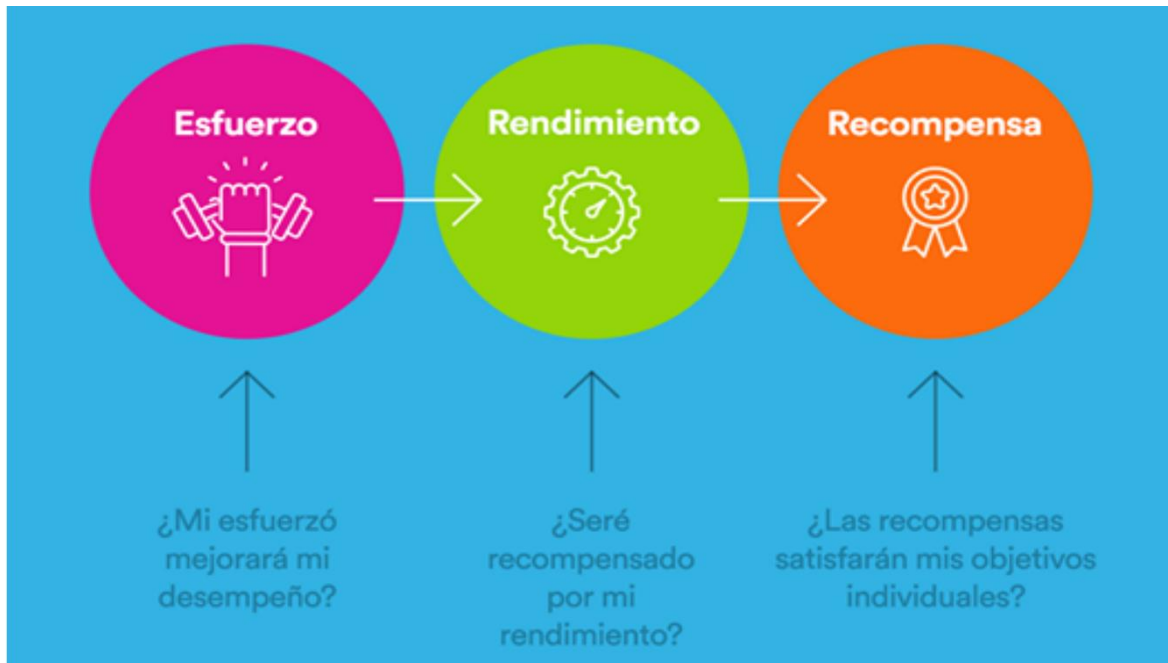 Esfuerzo
Rendimiento
Recompensa
¿Mi esfuerzó
mejorará mi
desempeño?
¿Seré
recompensado
por mi
rendimiento?
¿Las recompensas
satisfarán mis objetivos
individuales?